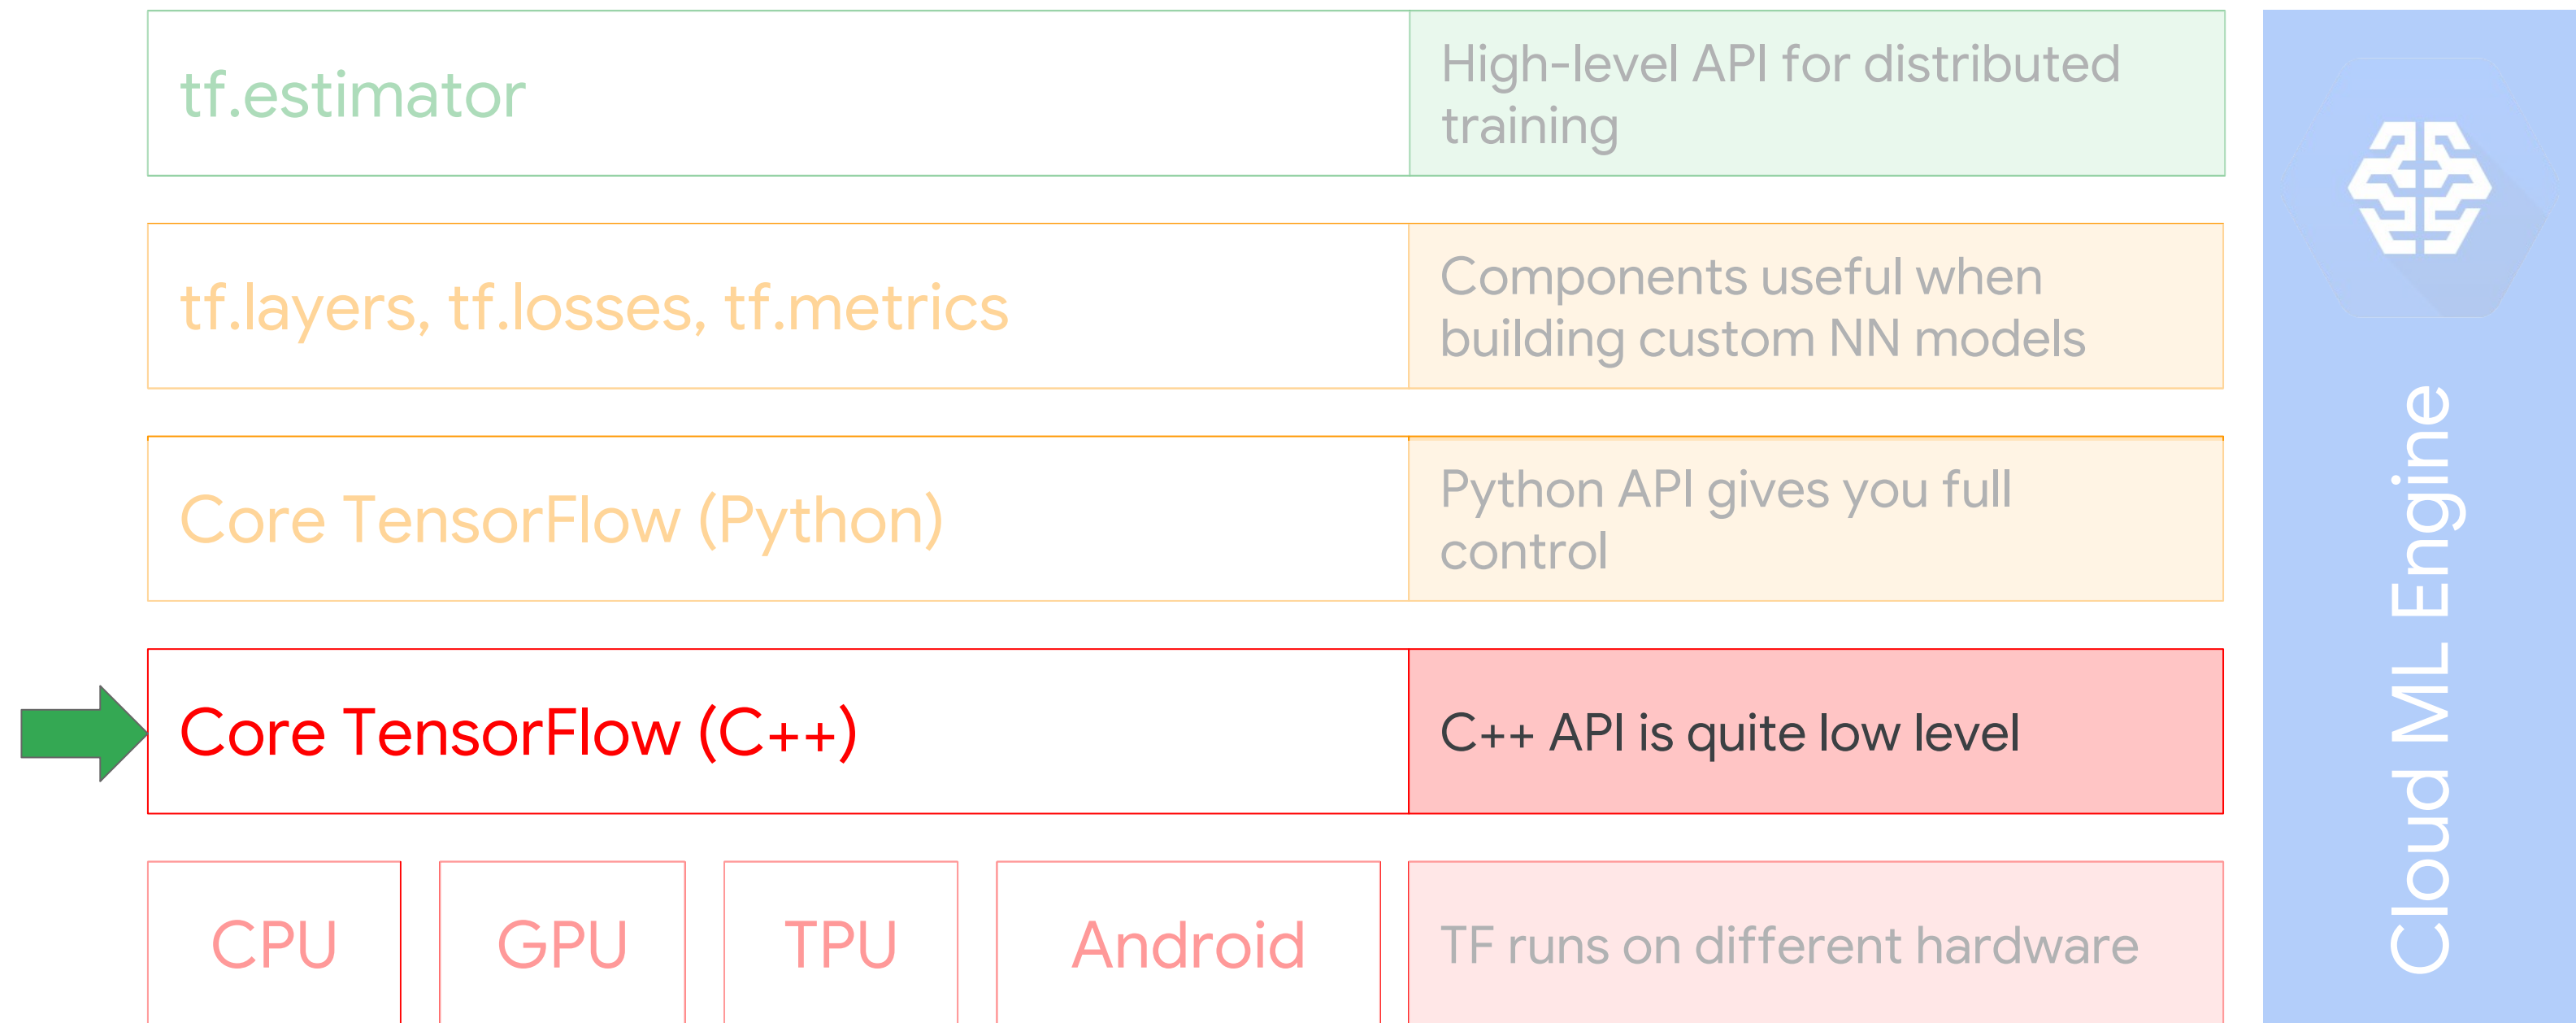 tf.estimator
High-level API for distributed
training
tf.layers, tf.losses, tf.metrics
Components useful when
building custom NN models
Core TensorFlow (Python)
Python API gives you full
control
Core TensorFlow (C++)
C++ API is quite low level
CPU
GPU
TPU
Android
TF runs on different hardware
Cloud ML Engine